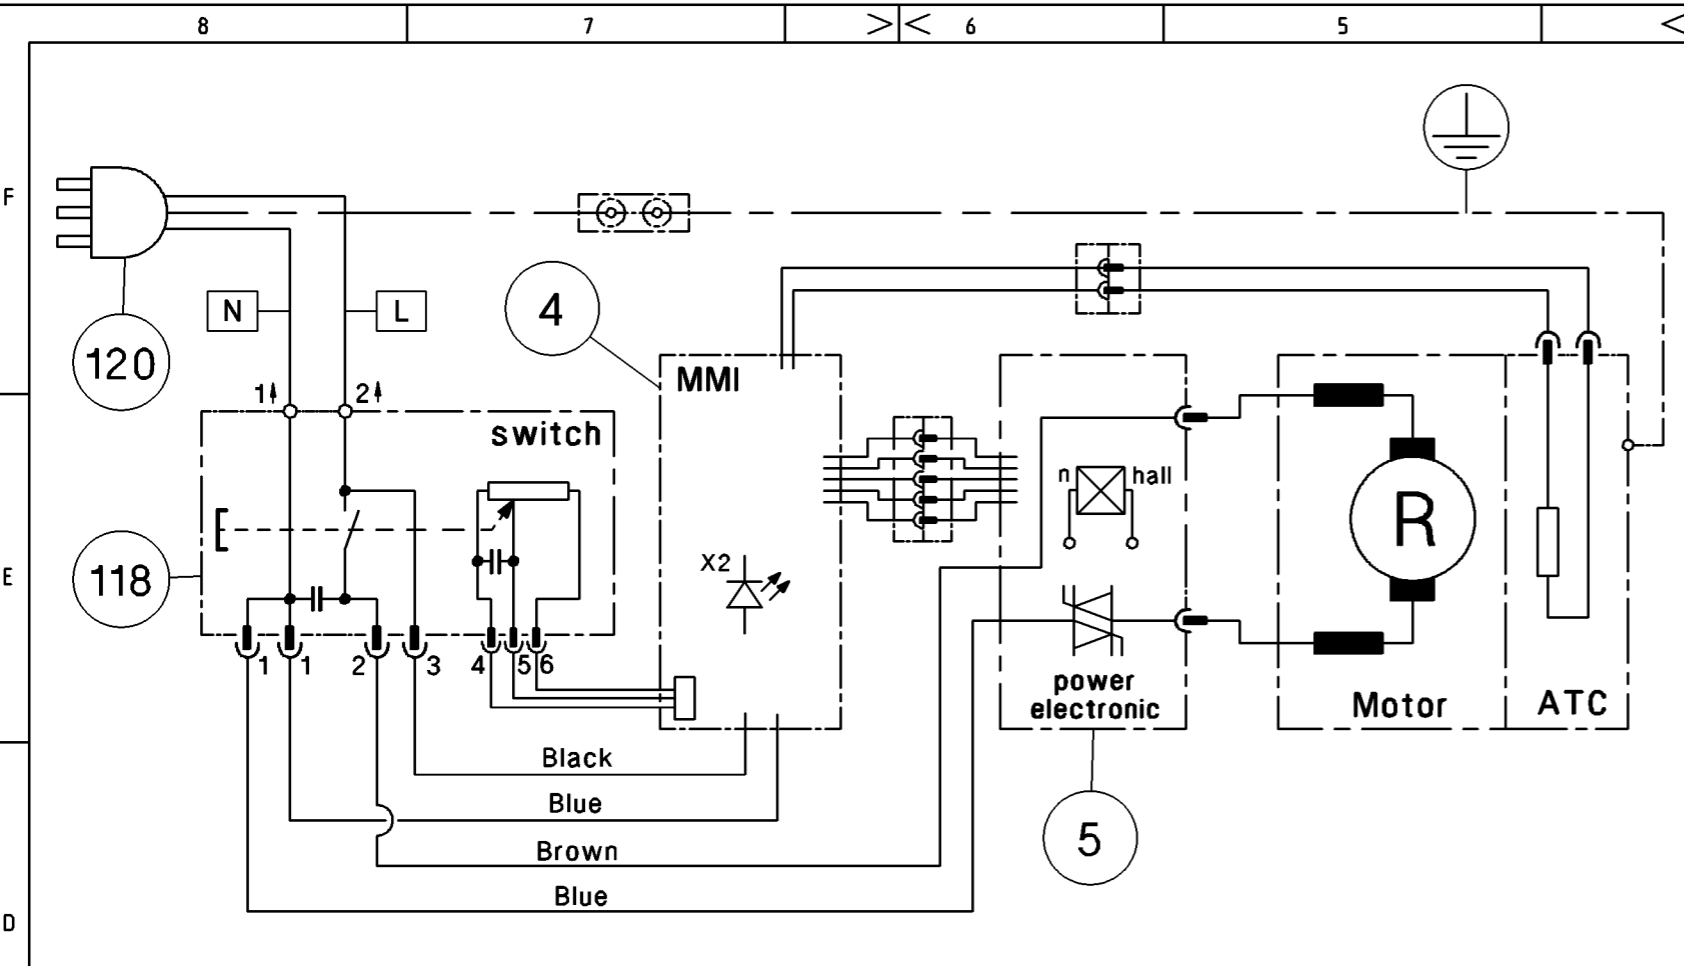 8 7 > < 6 5 <
F
120
N
L
4
MMI
1 2
switch
n hall
R
118
X2
E
1 1 2 3 4 5 6
power
electronic
Motor
ATC
Black
Blue
5
Brown
Blue
D